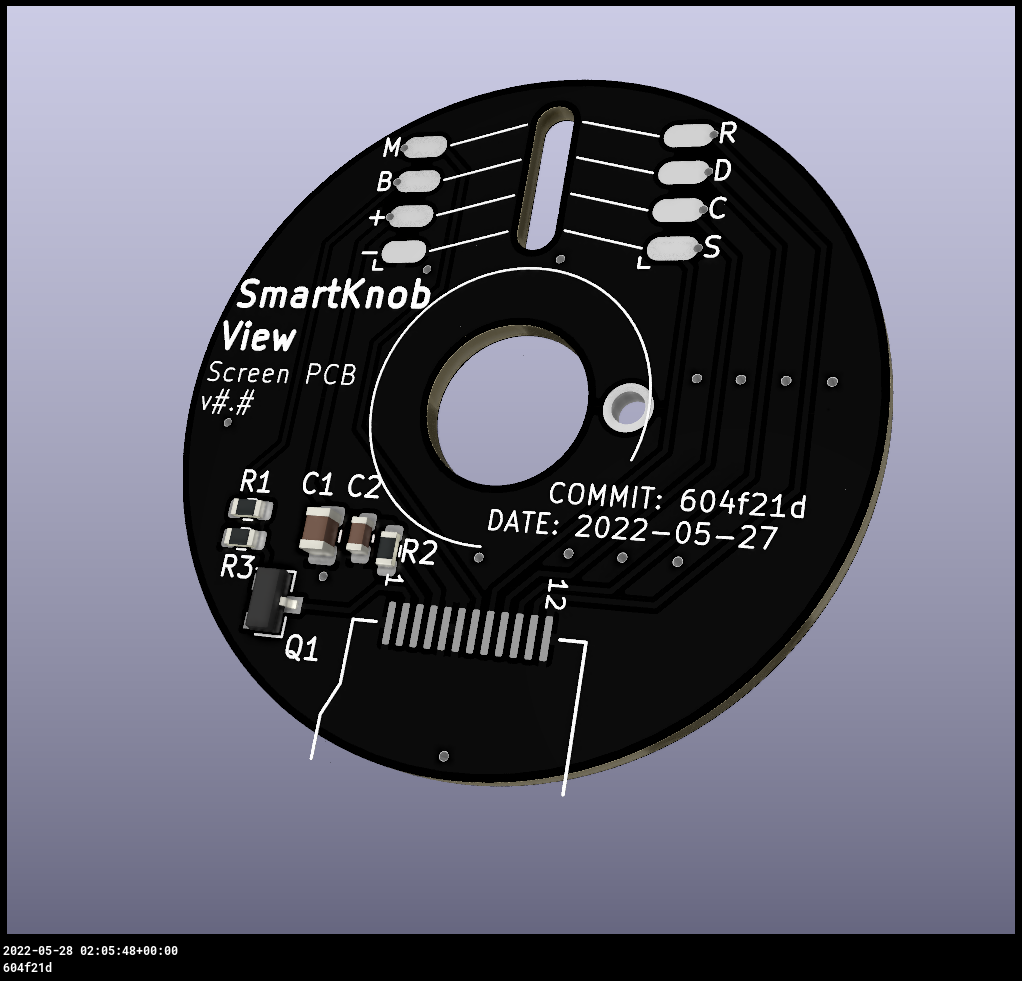 M
R
B
D
+
C
-
S
SmartKnob
View
Screen PCB
v#.#
R1
C1
C2
COMMIT: 604f21d
DATE: 2022-05-27
R2
R3
1
12
Q1
2022-05-28 02:05:48+00:00
604f21d